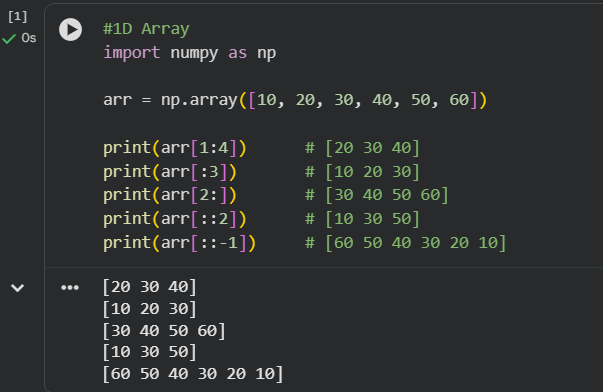 [1]
0s
#1D Array
import numpy as np
arr = np.array([10, 20, 30, 40, 50, 60])
print(arr[1:4])      # [20 30 40]
print(arr[:3])       # [10 20 30]
print(arr[2:])       # [30 40 50 60]
print(arr[::2])      # [10 30 50]
print(arr[::-1])     # [60 50 40 30 20 10]
[20 30 40]
[10 20 30]
[30 40 50 60]
[10 30 50]
[60 50 40 30 20 10]